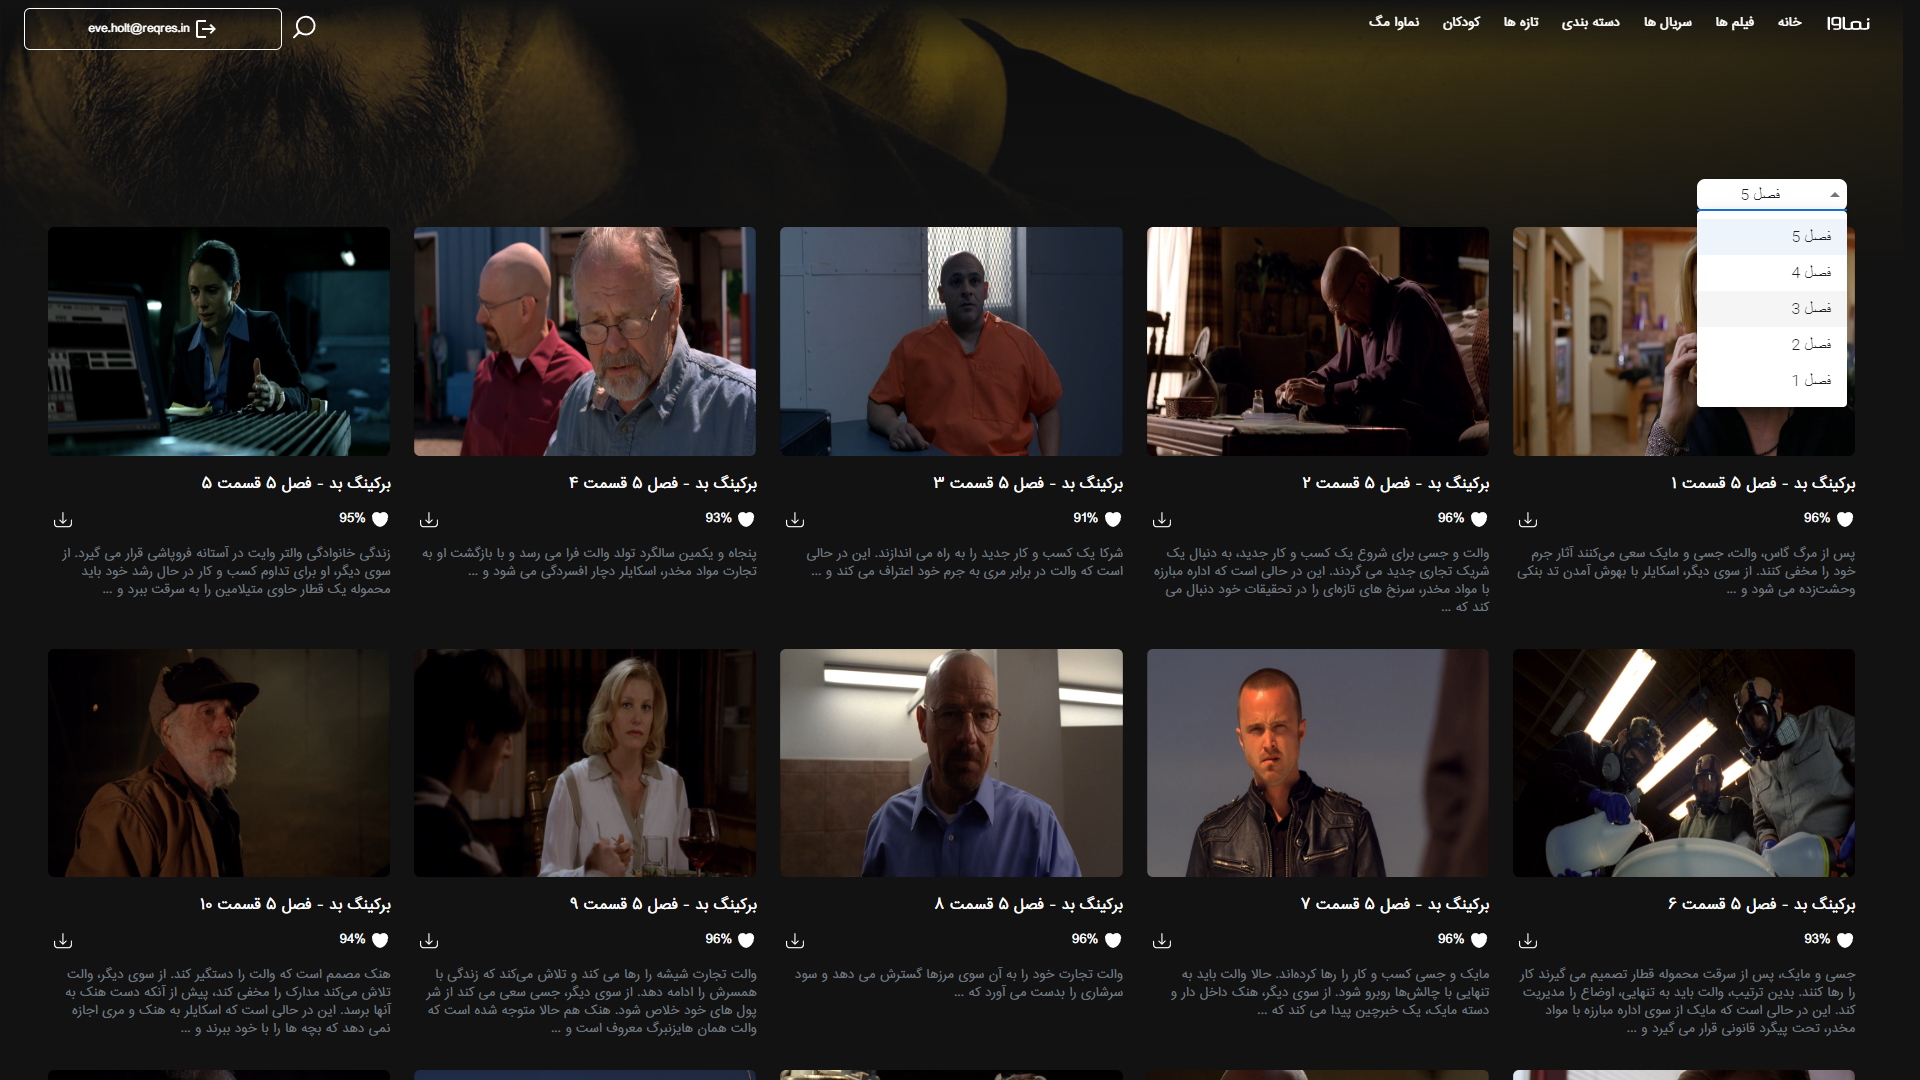 نماوا
خانه
فیلم ها
سریال ها
دسته بندی
تازه ها
کودکان
نماوا مگ
eve.holt@reqres.in
فصل 5
فصل 5
فصل 4
فصل 3
فصل 2
فصل 1
برکینگ بد - فصل ۵ قسمت ۱
96%
پس از مرگ گاس، والت، جسی و مایک سعی می‌کنند آثار جرم
خود را مخفی کنند. از سوی دیگر، اسکایلر با بهوش آمدن تد بنکی
وحشت‌زده می شود و ...
برکینگ بد - فصل ۵ قسمت ۲
96%
والت و جسی برای شروع یک کسب و کار جدید، به دنبال یک
شریک تجاری جدید می گردند. این در حالی است که اداره مبارزه
با مواد مخدر، سرنخ های تازه‌ای را در تحقیقات خود دنبال می
کند که ...
برکینگ بد - فصل ۵ قسمت ۳
91%
شرکا یک کسب و کار جدید را به راه می اندازند. این در حالی
است که والت در برابر مری به جرم خود اعتراف می کند و ...
برکینگ بد - فصل ۵ قسمت ۴
93%
پنجاه و یکمین سالگرد تولد والت فرا می رسد و با بازگشت او به
تجارت مواد مخدر، اسکایلر دچار افسردگی می شود و ...
برکینگ بد - فصل ۵ قسمت ۵
95%
زندگی خانوادگی والتر وایت در آستانه فروپاشی قرار می گیرد. از
سوی دیگر، او برای تداوم کسب و کار در حال رشد خود باید
محموله یک قطار حاوی متیلامین را به سرقت ببرد و ...
برکینگ بد - فصل ۵ قسمت ۶
93%
جسی و مایک، پس از سرقت محموله قطار تصمیم می گیرند کار
را رها کنند. بدین ترتیب، والت باید به تنهایی، اوضاع را مدیریت
کند. این در حالی است که مایک از سوی اداره مبارزه با مواد
مخدر، تحت پیگرد قانونی قرار می گیرد و ...
برکینگ بد - فصل ۵ قسمت ۷
96%
مایک و جسی کسب و کار را رها کرده‌اند. حالا والت باید به
تنهایی با چالش‌ها روبرو شود. از سوی دیگر، هنک داخل دار و
دسته مایک، یک خبرچین پیدا می کند که ...
برکینگ بد - فصل ۵ قسمت ۸
96%
والت تجارت خود را به آن سوی مرزها گسترش می دهد و سود
سرشاری را بدست می آورد که ...
برکینگ بد - فصل ۵ قسمت ۹
96%
والت تجارت شیشه را رها می کند و تلاش می‌کند که زندگی با
همسرش را ادامه دهد. از سوی دیگر، جسی سعی می کند از شر
پول های خود خلاص شود. هنک هم حالا متوجه شده است که
والت همان هایزنبرگ معروف است و ...
برکینگ بد - فصل ۵ قسمت ۱۰
94%
هنک مصمم است که والت را دستگیر کند. از سوی دیگر، والت
تلاش می‌کند مدارک را مخفی کند، پیش از آنکه دست هنک به
آنها برسد. این در حالی است که اسکایلر به هنک و مری اجازه
نمی دهد که بچه ها را با خود ببرند و ...